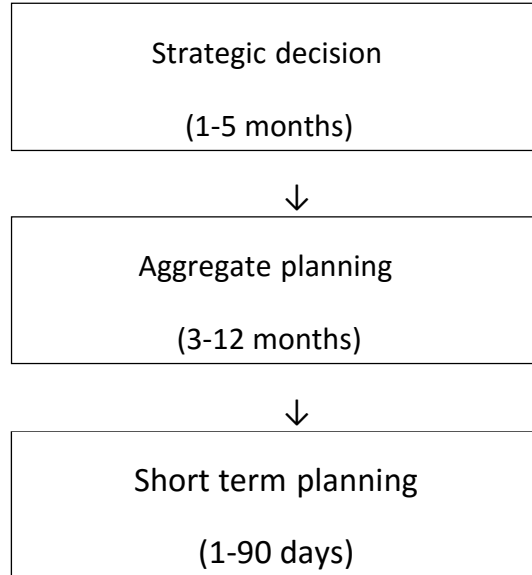 Strategic decision
(1-5 months)
↓
Aggregate planning
(3-12 months)
↓
Short term planning
(1-90 days)